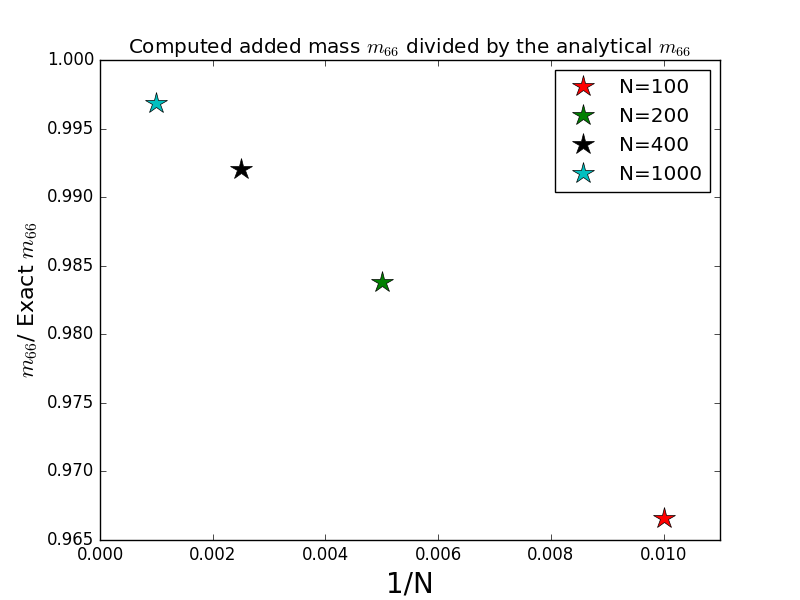 Computed added mass m₆₆ divided by the analytical m₆₆
1.000
0.995
0.990
0.985
0.980
0.975
0.970
0.965
m₆₆/ Exact m₆₆
N=100
N=200
N=400
N=1000
0.000 0.002 0.004 0.006 0.008 0.010
1/N